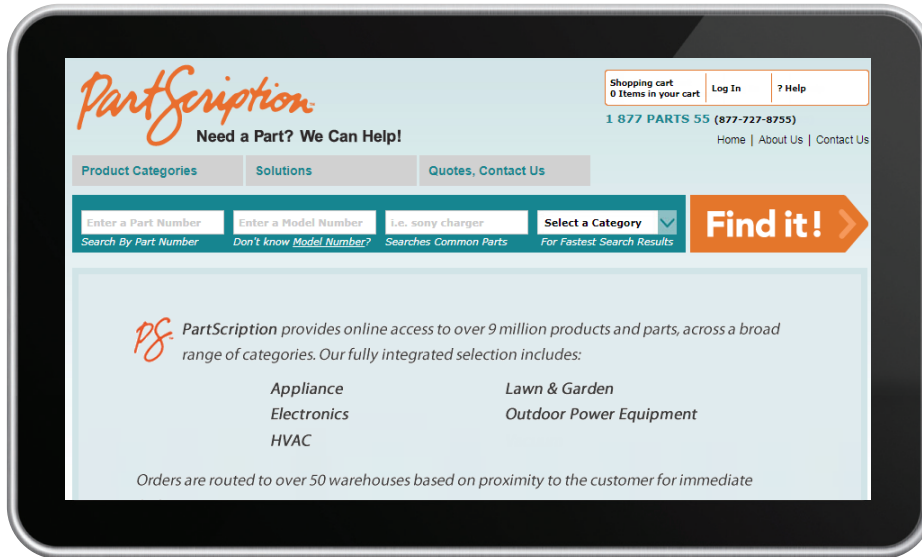 PartScription™
Need a Part? We Can Help!
Shopping cart
0 Items in your cart
Log In
? Help
1 877 PARTS 55 (877-727-8755)
Home | About Us | Contact Us
Product Categories
Solutions
Quotes, Contact Us
Enter a Part Number
Enter a Model Number
i.e. sony charger
Select a Category
Find it!
Search By Part Number
Don't know Model Number?
Searches Common Parts
For Fastest Search Results
PS™ PartScription provides online access to over 9 million products and parts, across a broad
range of categories. Our fully integrated selection includes:
Appliance
Lawn & Garden
Electronics
Outdoor Power Equipment
HVAC
Orders are routed to over 50 warehouses based on proximity to the customer for immediate